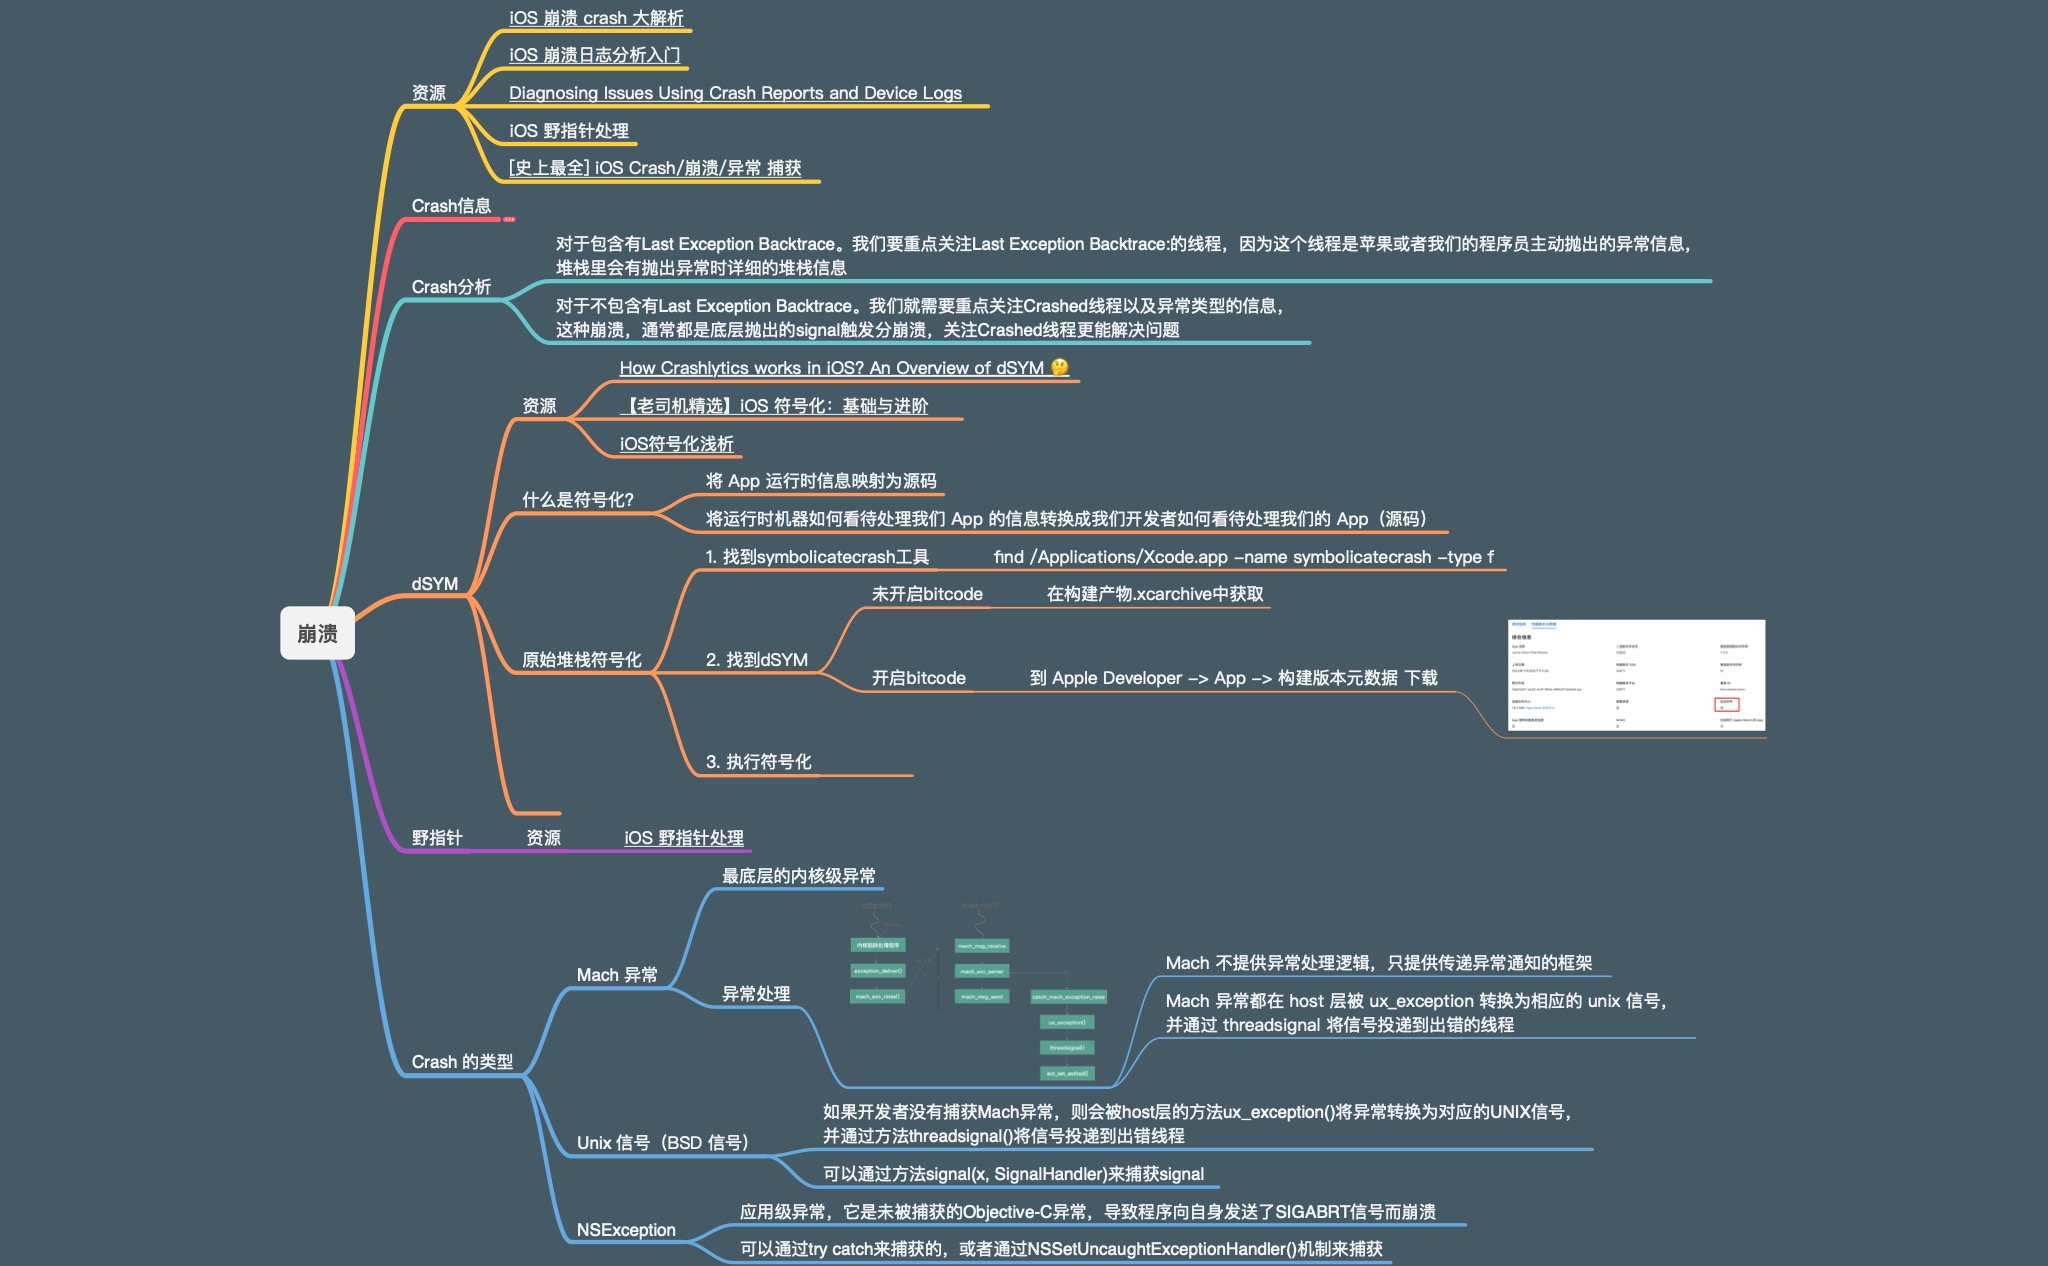 iOS 崩溃 crash 大解析
iOS 崩溃日志分析入门
资源
Diagnosing Issues Using Crash Reports and Device Logs
iOS 野指针处理
[史上最全] iOS Crash/崩溃/异常 捕获
Crash信息
对于包含有Last Exception Backtrace。我们要重点关注Last Exception Backtrace:的线程，因为这个线程是苹果或者我们的程序员主动抛出的异常信息，
堆栈里会有抛出异常时详细的堆栈信息
Crash分析
对于不包含有Last Exception Backtrace。我们就需要重点关注Crashed线程以及异常类型的信息，
这种崩溃，通常都是底层抛出的signal触发分崩溃，关注Crashed线程更能解决问题
How Crashlytics works in iOS? An Overview of dSYM 🤔
资源
【老司机精选】iOS 符号化：基础与进阶
iOS符号化浅析
将 App 运行时信息映射为源码
什么是符号化?
将运行时机器如何看待处理我们 App 的信息转换成我们开发者如何看待处理我们的 App（源码）
dSYM
1. 找到symbolicatecrash工具
find /Applications/Xcode.app -name symbolicatecrash -type f
未开启bitcode
在构建产物.xcarchive中获取
原始堆栈符号化
2. 找到dSYM
开启bitcode
到 Apple Developer -> App -> 构建版本元数据 下载
3. 执行符号化
崩溃
野指针
资源
iOS 野指针处理
最底层的内核级异常
Mach 异常
异常处理
内核陷阱处理程序
exception_deliver()
mach_exc_raise()
mach_msg_receive
mach_exc_server
mach_msg_send
catch_mach_exception_raise
ux_exception()
threadsignal()
act_set_astbsd()
Mach 不提供异常处理逻辑，只提供传递异常通知的框架
Mach 异常都在 host 层被 ux_exception 转换为相应的 unix 信号，
并通过 threadsignal 将信号投递到出错的线程
Crash 的类型
如果开发者没有捕获Mach异常，则会被host层的方法ux_exception()将异常转换为对应的UNIX信号，
并通过方法threadsignal()将信号投递到出错线程
Unix 信号（BSD 信号）
可以通过方法signal(x, SignalHandler)来捕获signal
应用级异常，它是未被捕获的Objective-C异常，导致程序向自身发送了SIGABRT信号而崩溃
NSException
可以通过try catch来捕获的，或者通过NSSetUncaughtExceptionHandler()机制来捕获